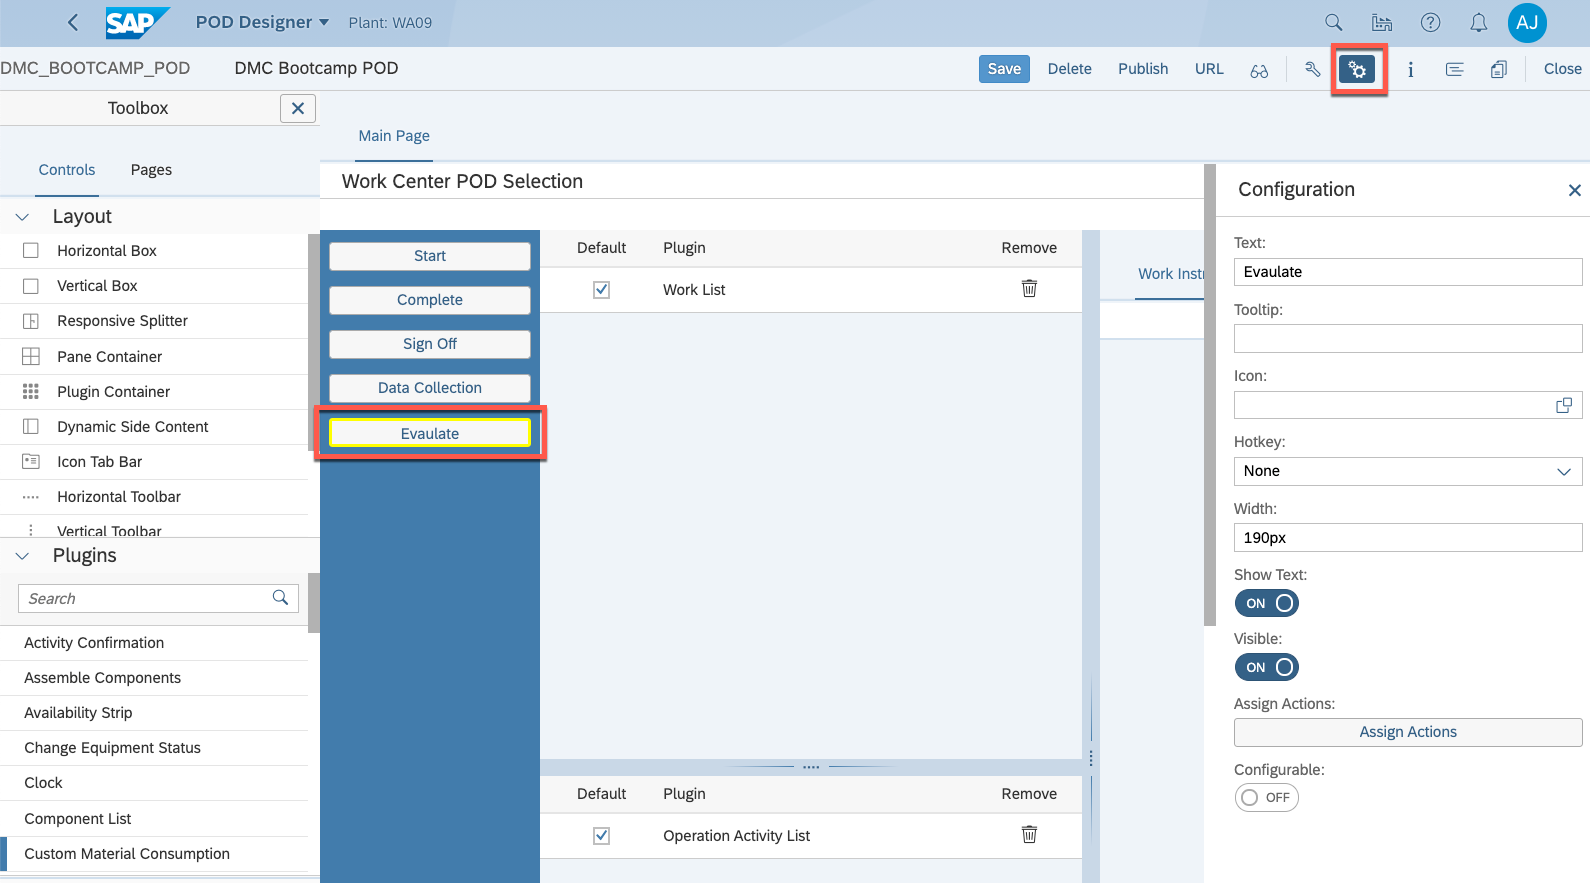 SAP POD Designer Plant: WA09 AJ
DMC_BOOTCAMP_POD DMC Bootcamp POD Save Delete Publish URL Close
Toolbox
Controls Pages
Layout
Horizontal Box
Vertical Box
Responsive Splitter
Pane Container
Plugin Container
Dynamic Side Content
Icon Tab Bar
Horizontal Toolbar
Vertical Toolbar
Plugins
Search
Activity Confirmation
Assemble Components
Availability Strip
Change Equipment Status
Clock
Component List
Custom Material Consumption
Main Page
Work Center POD Selection
Start
Complete
Sign Off
Data Collection
Evaulate
Default Plugin Remove
Work List
Default Plugin Remove
Operation Activity List
Work Instr
Configuration
Text:
Evaulate
Tooltip:
Icon:
Hotkey:
None
Width:
190px
Show Text:
ON
Visible:
ON
Assign Actions:
Assign Actions
Configurable:
OFF